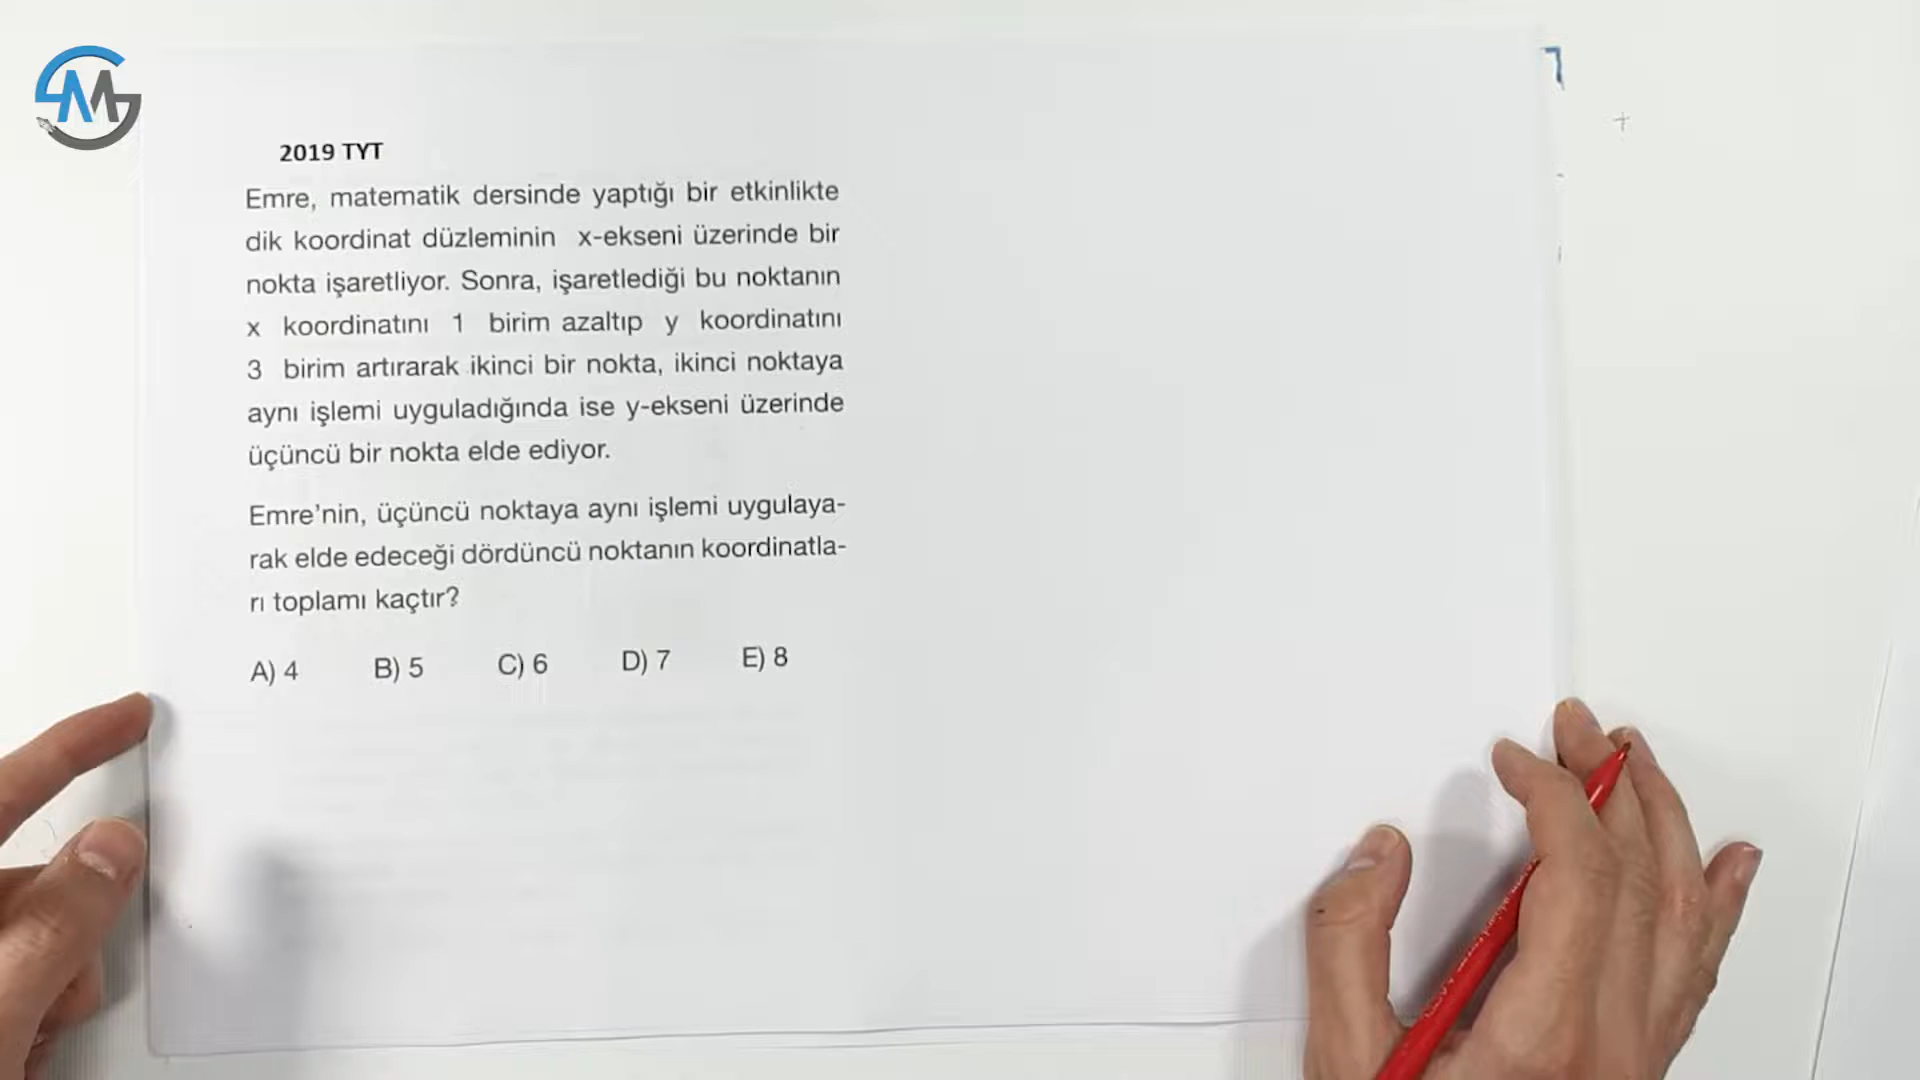 2019 TYT
Emre, matematik dersinde yaptığı bir etkinlikte
dik koordinat düzleminin x-ekseni üzerinde bir
nokta işaretliyor. Sonra, işaretlediği bu noktanın
x koordinatını 1 birim azaltıp y koordinatını
3 birim artırarak ikinci bir nokta, ikinci noktaya
aynı işlemi uyguladığında ise y-ekseni üzerinde
üçüncü bir nokta elde ediyor.
Emre'nin, üçüncü noktaya aynı işlemi uygulaya-
rak elde edeceği dördüncü noktanın koordinatla-
rı toplamı kaçtır?
A) 4 B) 5 C) 6 D) 7 E) 8